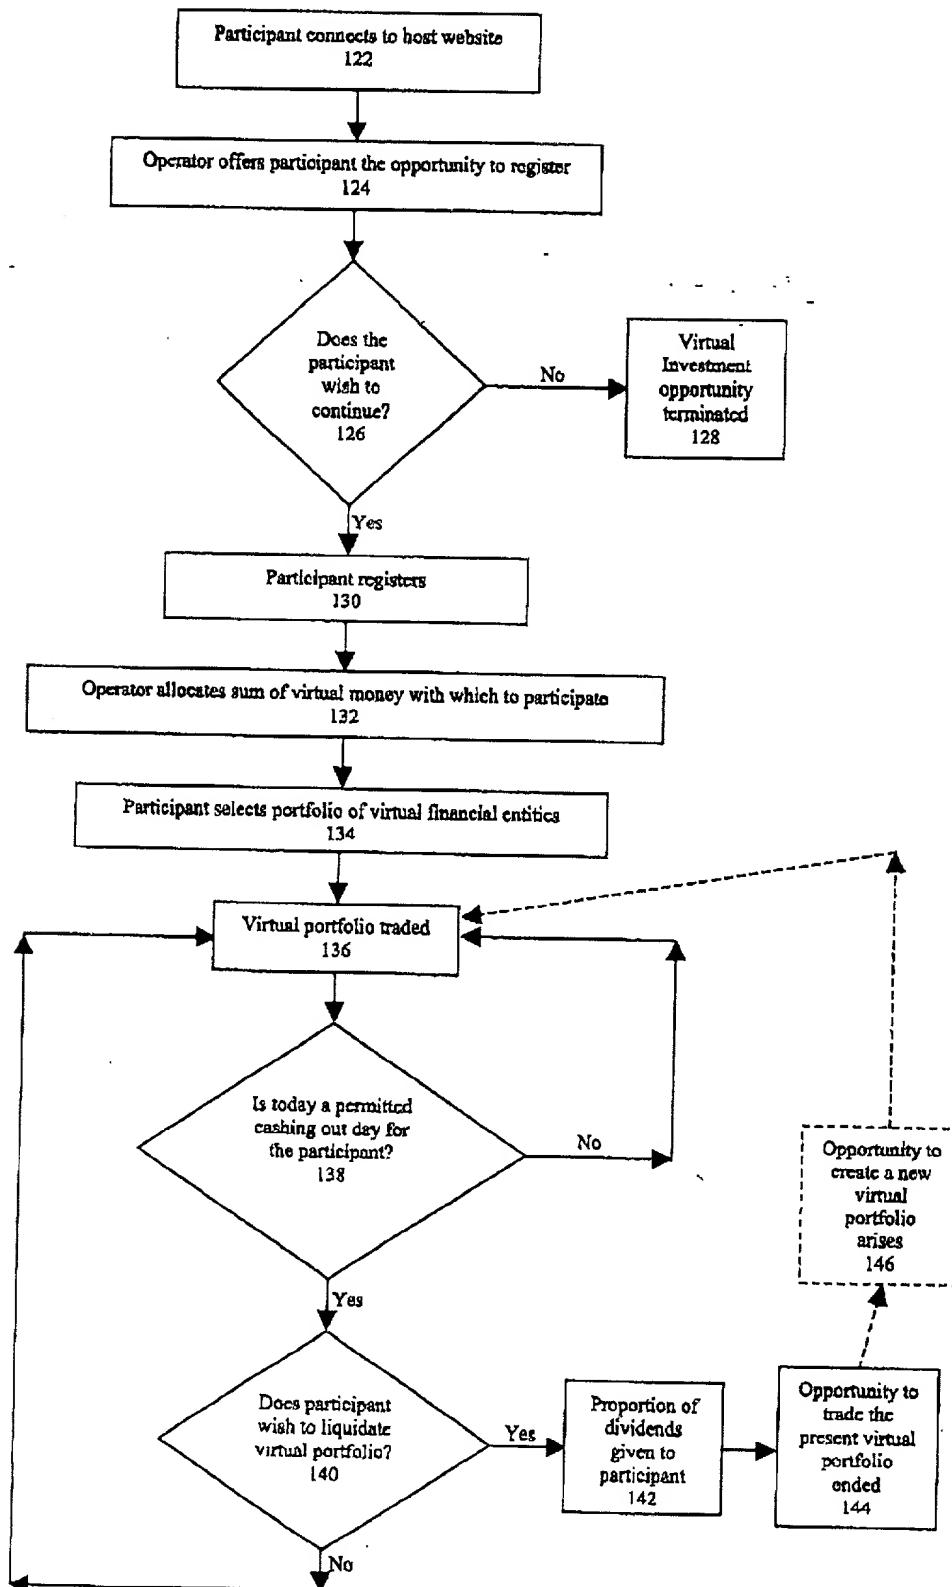 Participant connects to host website
122
Operator offers participant the opportunity to register
124
Does the
participant
wish to
continue?
126
No
Virtual
Investment
opportunity
terminated
128
Yes
Participant registers
130
Operator allocates sum of virtual money with which to participate
132
Participant selects portfolio of virtual financial entities
134
Virtual portfolio traded
136
Is today a permitted
cashing out day for
the participant?
138
No
Opportunity to
create a new
virtual
portfolio
arises
146
Yes
Does participant
wish to liquidate
virtual portfolio?
140
Yes
Proportion of
dividends
given to
participant
142
Opportunity to
trade the
present virtual
portfolio
ended
144
No